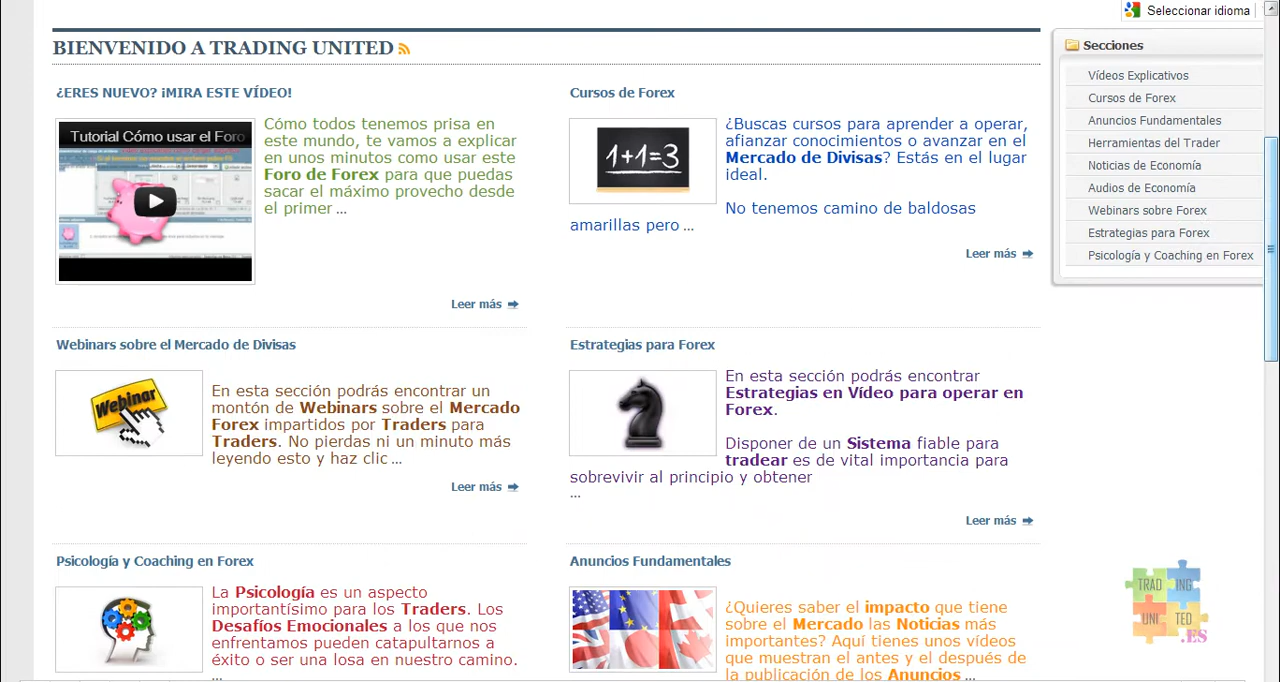 Seleccionar idioma
BIENVENIDO A TRADING UNITED
¿ERES NUEVO? ¡MIRA ESTE VÍDEO!
Tutorial Cómo usar el Foro
Cómo todos tenemos prisa en
este mundo, te vamos a explicar
en unos minutos como usar este
Foro de Forex para que puedas
sacar el máximo provecho desde
el primer ...
Leer más
Cursos de Forex
1+1=3
¿Buscas cursos para aprender a operar,
afianzar conocimientos o avanzar en el
Mercado de Divisas? Estás en el lugar
ideal.
No tenemos camino de baldosas
amarillas pero ...
Leer más
Webinars sobre el Mercado de Divisas
Webinar
En esta sección podrás encontrar un
montón de Webinars sobre el Mercado
Forex impartidos por Traders para
Traders. No pierdas ni un minuto más
leyendo esto y haz clic ...
Leer más
Estrategias para Forex
En esta sección podrás encontrar
Estrategias en Vídeo para operar en
Forex.
Disponer de un Sistema fiable para
tradear es de vital importancia para
sobrevivir al principio y obtener
...
Leer más
Psicología y Coaching en Forex
La Psicología es un aspecto
importantísimo para los Traders. Los
Desafíos Emocionales a los que nos
enfrentamos pueden catapultarnos a
éxito o ser una losa en nuestro camino.
...
Anuncios Fundamentales
¿Quieres saber el impacto que tiene
sobre el Mercado las Noticias más
importantes? Aquí tienes unos vídeos
que muestran el antes y el después de
la publicación de los Anuncios ...
Secciones
Vídeos Explicativos
Cursos de Forex
Anuncios Fundamentales
Herramientas del Trader
Noticias de Economía
Audios de Economía
Webinars sobre Forex
Estrategias para Forex
Psicología y Coaching en Forex
TRAD ING
UNI TED
.ES